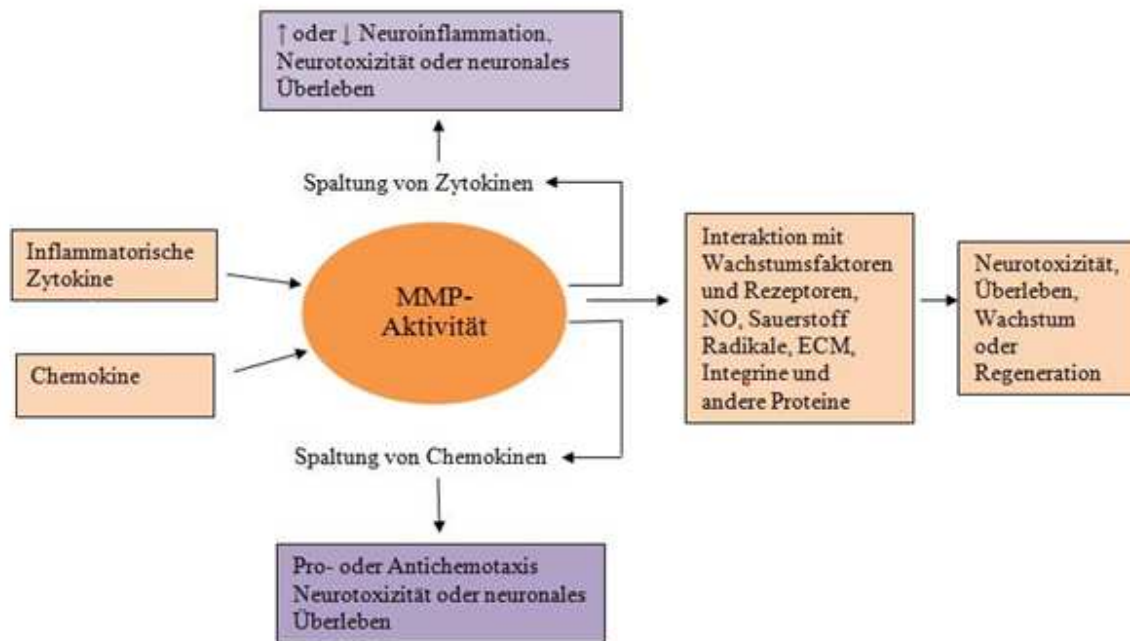 ↑ oder ↓ Neuroinflammation,
Neurotoxizität oder neuronales
Überleben
Spaltung von Zytokinen
Inflammatorische
Zytokine
Chemokine
MMP-
Aktivität
Interaktion mit
Wachstumsfaktoren
und Rezeptoren,
NO, Sauerstoff
Radikale, ECM,
Integrine und
andere Proteine
Neurotoxizität,
Überleben,
Wachstum
oder
Regeneration
Spaltung von Chemokinen
Pro- oder Antichemotaxis
Neurotoxizität oder neuronales
Überleben